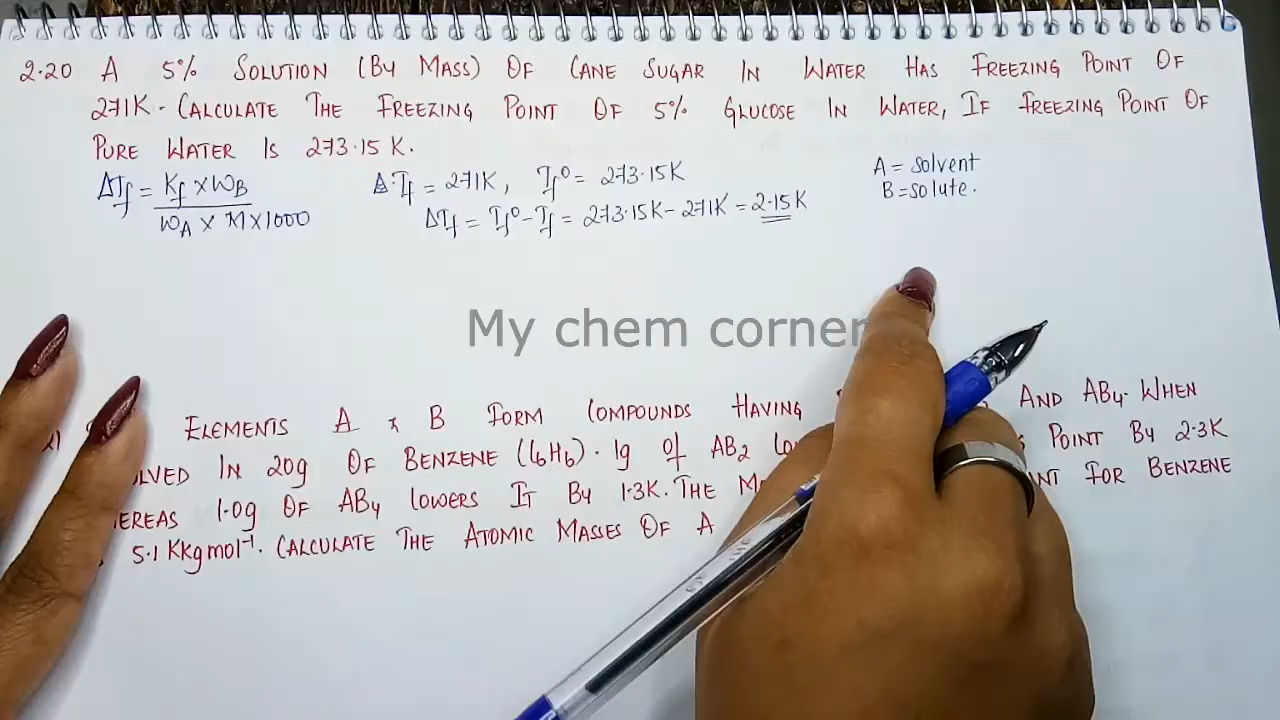 2.20 A 5% SOLUTION (BY MASS) OF CANE SUGAR IN WATER HAS FREEZING POINT OF
271K. CALCULATE THE FREEZING POINT OF 5% GLUCOSE IN WATER, IF FREEZING POINT OF
PURE WATER IS 273.15 K.
ΔTf = Kf × WB / WA × M × 1000
Tf = 271K, Tf° = 273.15K
ΔTf = Tf° - Tf = 273.15K - 271K = 2.15K
A = solvent
B = solute.
My chem corner
ELEMENTS A & B FORM COMPOUNDS HAVING AND AB4. WHEN
IN 20g OF BENZENE (C6H6). 1g of AB2 POINT BY 2.3K
1.0g OF AB4 LOWERS IT BY 1.3K. THE FOR BENZENE
5.1 Kkgmol⁻¹. CALCULATE THE ATOMIC MASSES OF A